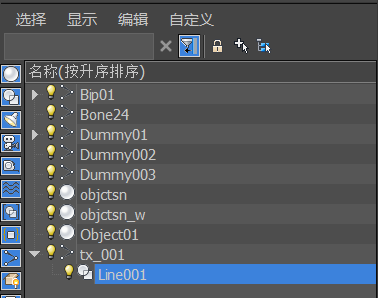 选择 显示 编辑 自定义
名称(按升序排序)
Bip01
Bone24
Dummy01
Dummy002
Dummy003
objctsn
objctsn_w
Object01
tx_001
Line001